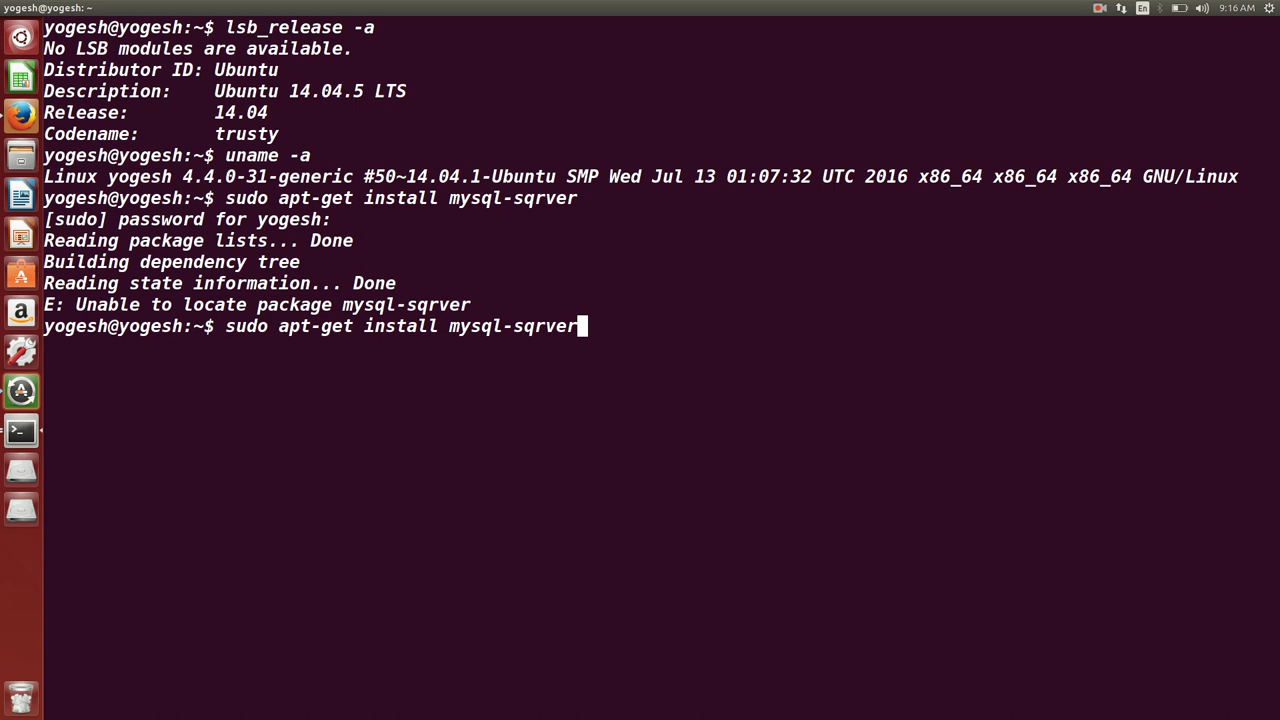 yogesh@yogesh: ~
En
9:16 AM
yogesh@yogesh:~$ lsb_release -a
No LSB modules are available.
Distributor ID: Ubuntu
Description:    Ubuntu 14.04.5 LTS
Release:        14.04
Codename:       trusty
yogesh@yogesh:~$ uname -a
Linux yogesh 4.4.0-31-generic #50~14.04.1-Ubuntu SMP Wed Jul 13 01:07:32 UTC 2016 x86_64 x86_64 x86_64 GNU/Linux
yogesh@yogesh:~$ sudo apt-get install mysql-sqrver
[sudo] password for yogesh:
Reading package lists... Done
Building dependency tree
Reading state information... Done
E: Unable to locate package mysql-sqrver
yogesh@yogesh:~$ sudo apt-get install mysql-sqrver